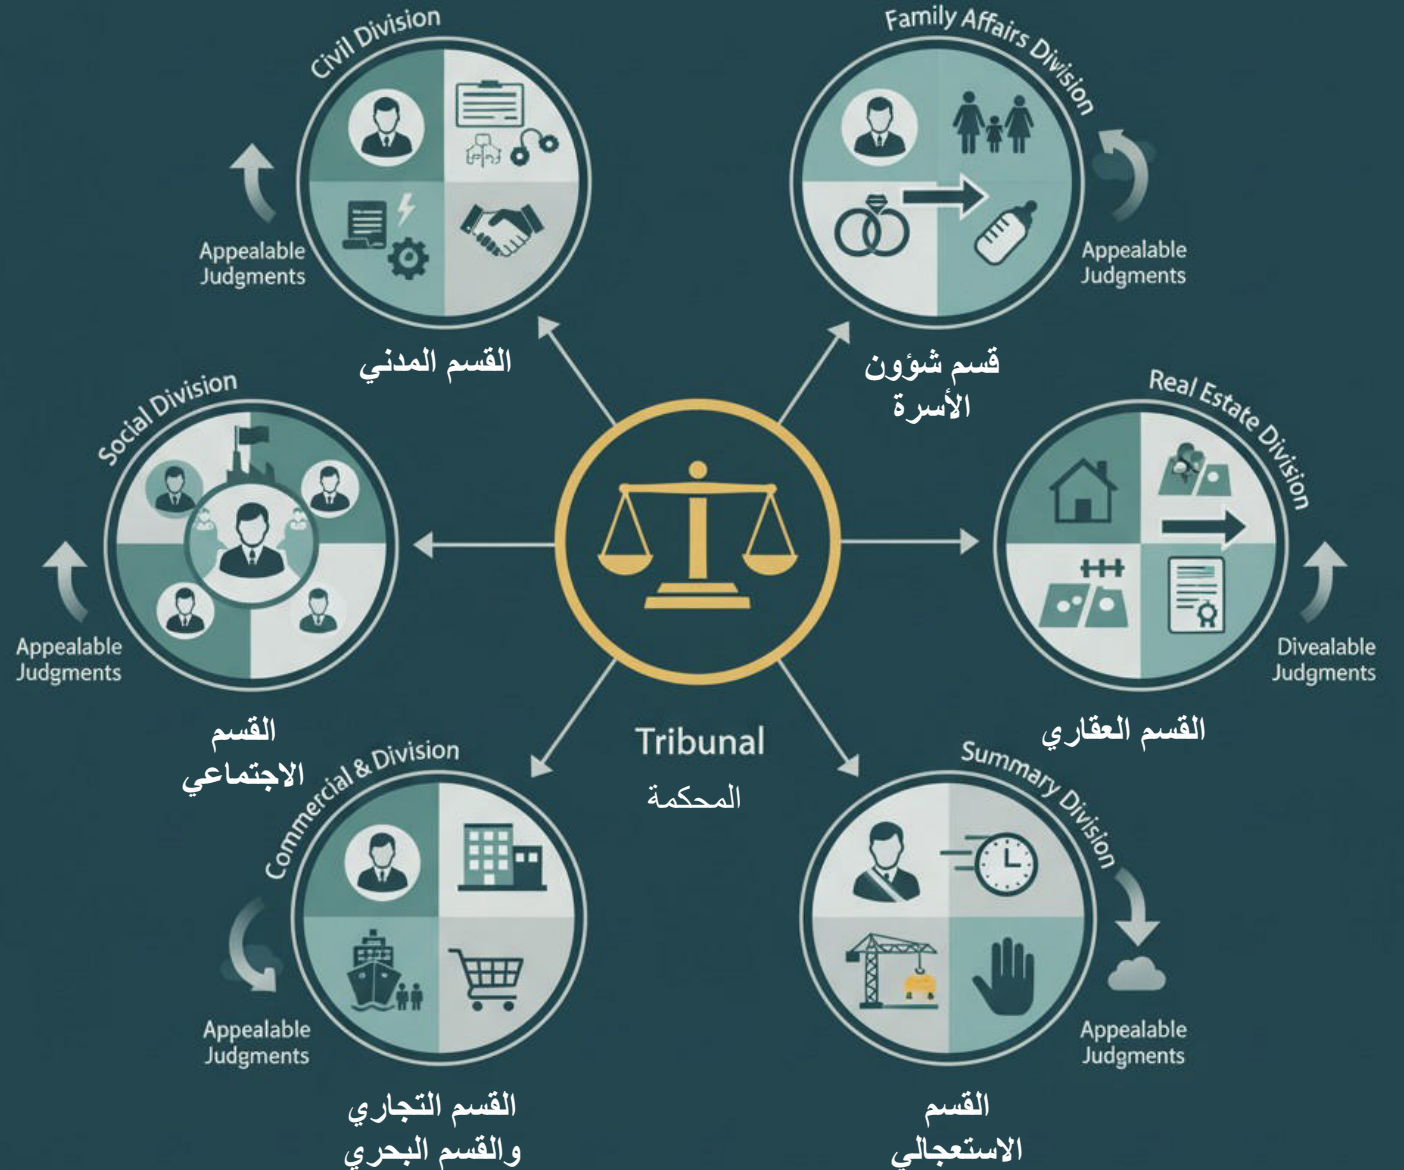 Civil Division
Appealable
Judgments
القسم المدني
Family Affairs Division
Appealable
Judgments
قسم شؤون
الأسرة
Social Division
Appealable
Judgments
القسم
الاجتماعي
Real Estate Division
Divealable
Judgments
القسم العقاري
Tribunal
المحكمة
Commercial & Division
Appealable
Judgments
القسم التجاري
والقسم البحري
Summary Division
Appealable
Judgments
القسم
الاستعجالي